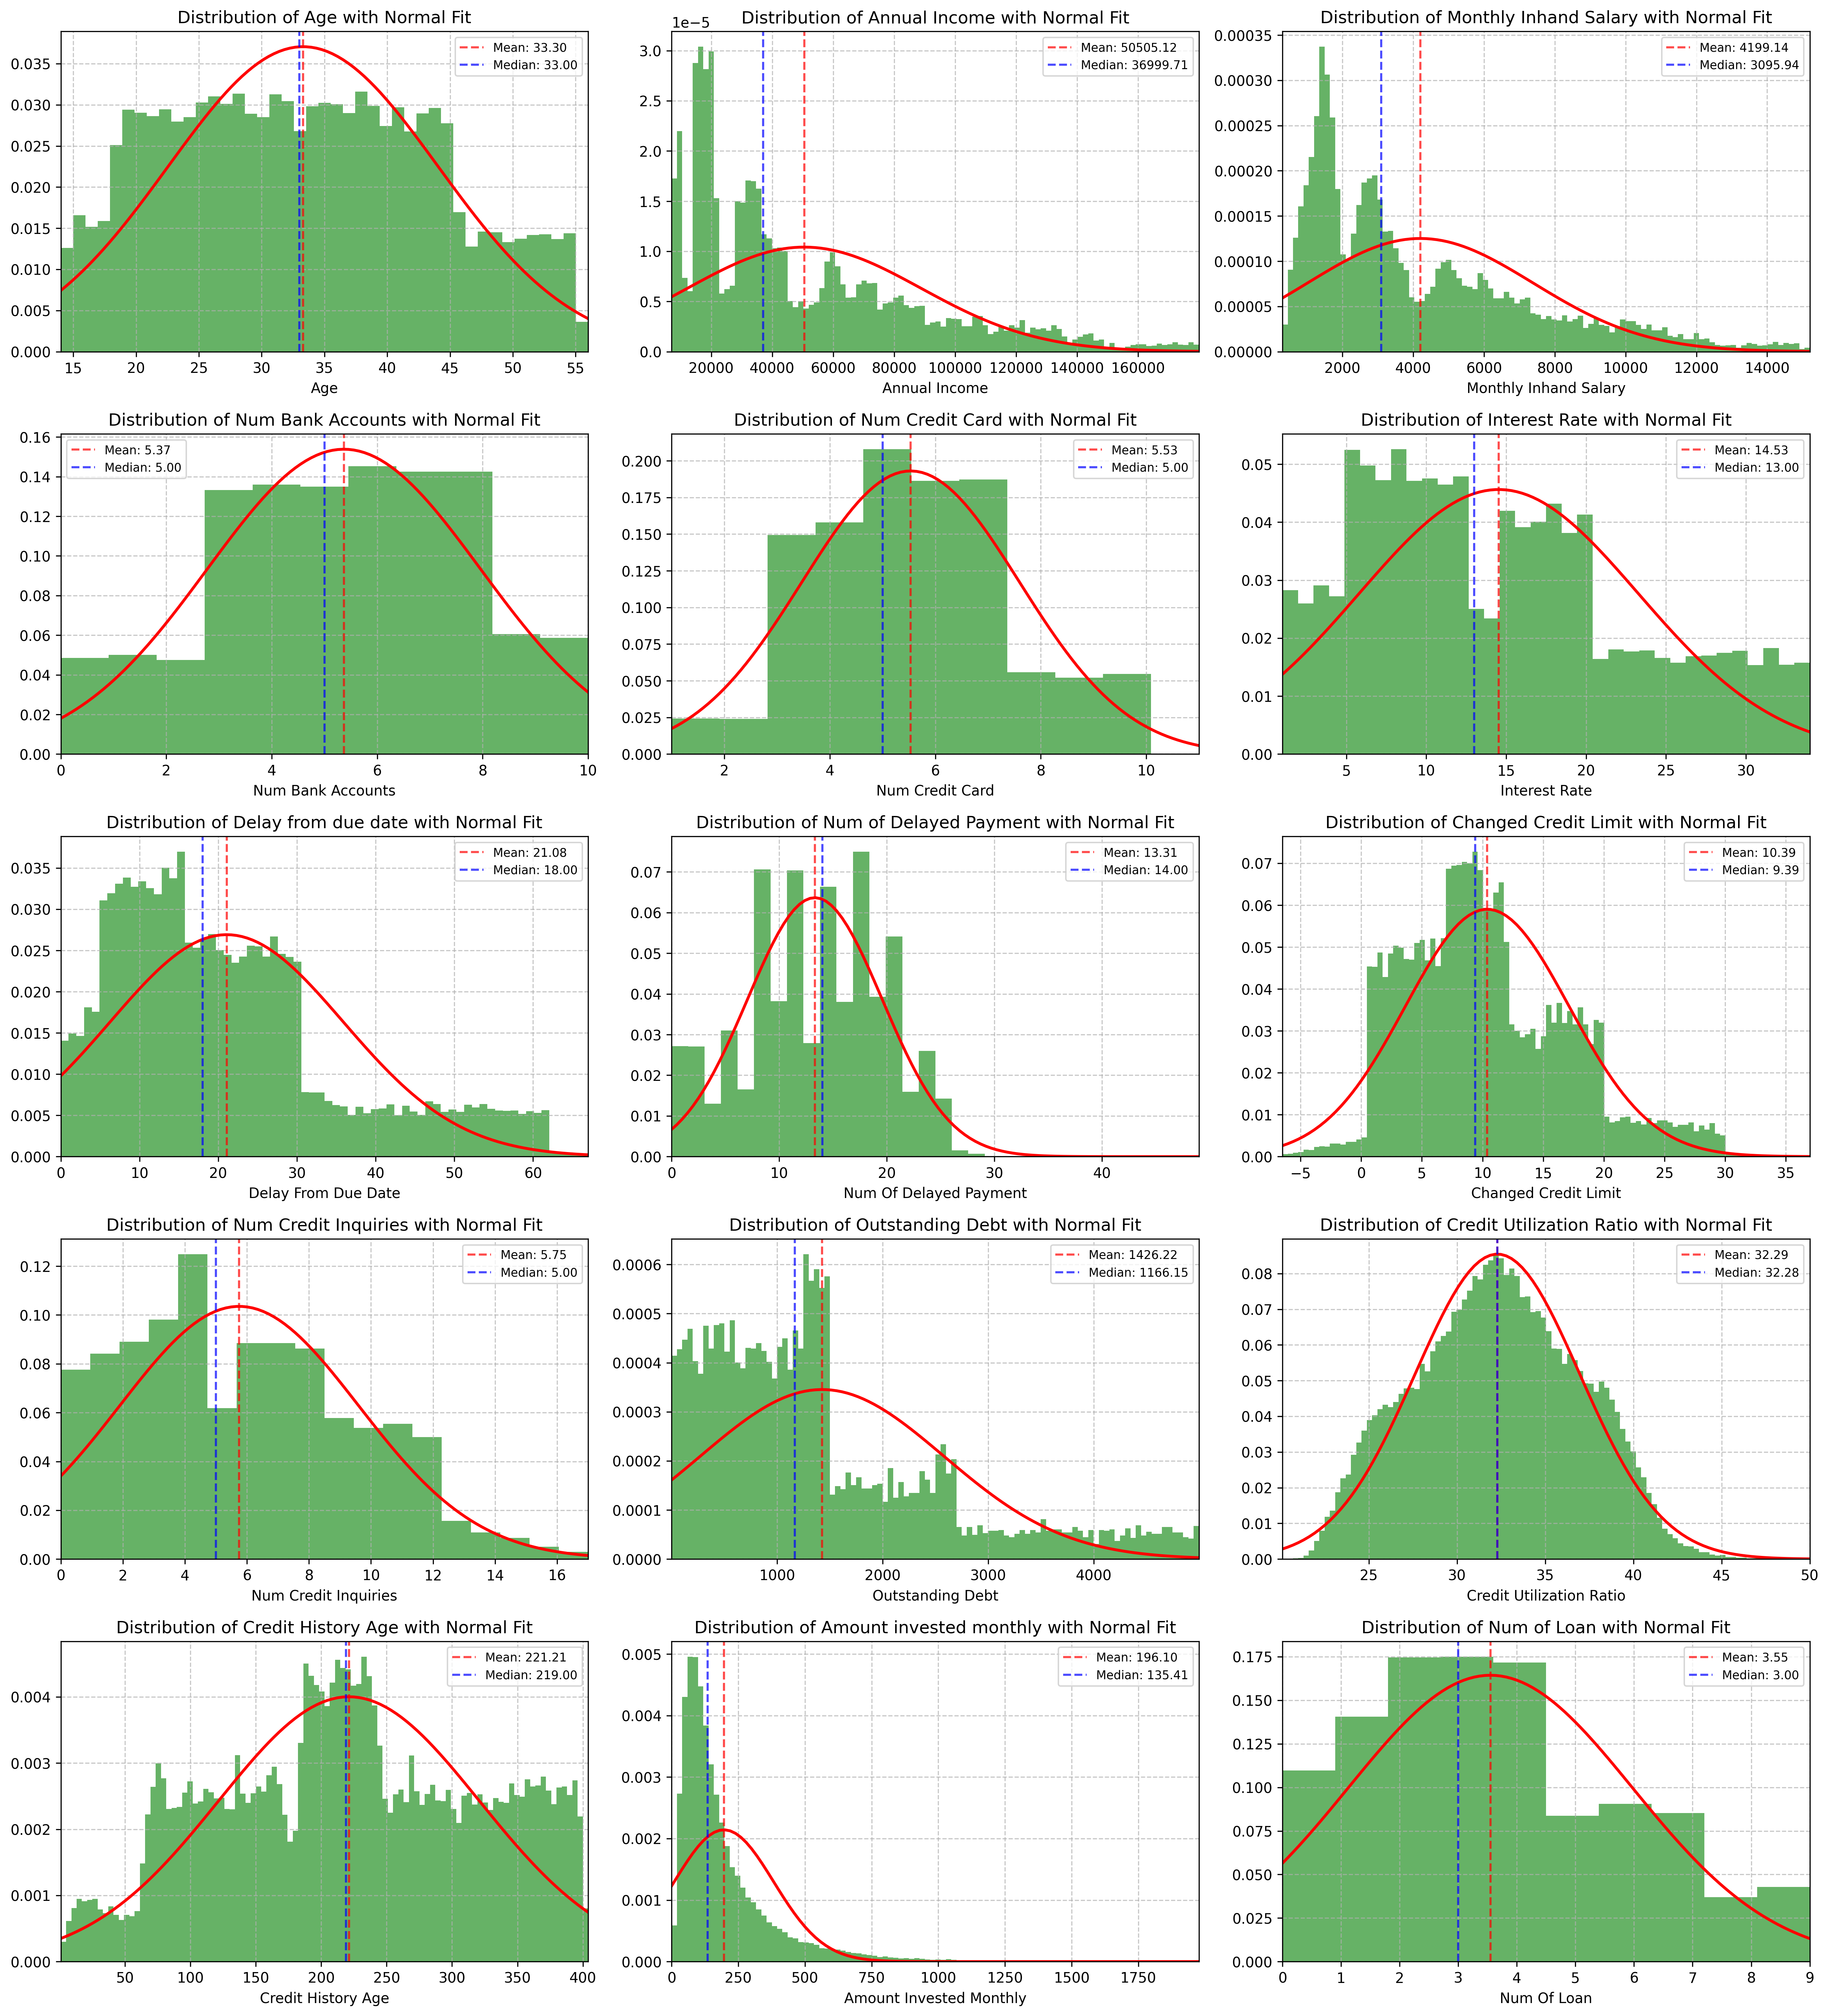 Distribution of Age with Normal Fit
Mean: 33.30
Median: 33.00
0.035
0.030
0.025
0.020
0.015
0.010
0.005
0.000
15 20 25 30 35 40 45 50 55
Age
Distribution of Annual Income with Normal Fit
1e−5
Mean: 50505.12
Median: 36999.71
3.0
2.5
2.0
1.5
1.0
0.5
0.0
20000 40000 60000 80000 100000 120000 140000 160000
Annual Income
Distribution of Monthly Inhand Salary with Normal Fit
Mean: 4199.14
Median: 3095.94
0.00035
0.00030
0.00025
0.00020
0.00015
0.00010
0.00005
0.00000
2000 4000 6000 8000 10000 12000 14000
Monthly Inhand Salary
Distribution of Num Bank Accounts with Normal Fit
Mean: 5.37
Median: 5.00
0.16
0.14
0.12
0.10
0.08
0.06
0.04
0.02
0.00
0 2 4 6 8 10
Num Bank Accounts
Distribution of Num Credit Card with Normal Fit
Mean: 5.53
Median: 5.00
0.200
0.175
0.150
0.125
0.100
0.075
0.050
0.025
0.000
2 4 6 8 10
Num Credit Card
Distribution of Interest Rate with Normal Fit
Mean: 14.53
Median: 13.00
0.05
0.04
0.03
0.02
0.01
0.00
5 10 15 20 25 30
Interest Rate
Distribution of Delay from due date with Normal Fit
Mean: 21.08
Median: 18.00
0.035
0.030
0.025
0.020
0.015
0.010
0.005
0.000
0 10 20 30 40 50 60
Delay From Due Date
Distribution of Num of Delayed Payment with Normal Fit
Mean: 13.31
Median: 14.00
0.07
0.06
0.05
0.04
0.03
0.02
0.01
0.00
0 10 20 30 40
Num Of Delayed Payment
Distribution of Changed Credit Limit with Normal Fit
Mean: 10.39
Median: 9.39
0.07
0.06
0.05
0.04
0.03
0.02
0.01
0.00
−5 0 5 10 15 20 25 30 35
Changed Credit Limit
Distribution of Num Credit Inquiries with Normal Fit
Mean: 5.75
Median: 5.00
0.12
0.10
0.08
0.06
0.04
0.02
0.00
0 2 4 6 8 10 12 14 16
Num Credit Inquiries
Distribution of Outstanding Debt with Normal Fit
Mean: 1426.22
Median: 1166.15
0.0006
0.0005
0.0004
0.0003
0.0002
0.0001
0.0000
1000 2000 3000 4000
Outstanding Debt
Distribution of Credit Utilization Ratio with Normal Fit
Mean: 32.29
Median: 32.28
0.08
0.07
0.06
0.05
0.04
0.03
0.02
0.01
0.00
25 30 35 40 45 50
Credit Utilization Ratio
Distribution of Credit History Age with Normal Fit
Mean: 221.21
Median: 219.00
0.004
0.003
0.002
0.001
0.000
50 100 150 200 250 300 350 400
Credit History Age
Distribution of Amount invested monthly with Normal Fit
Mean: 196.10
Median: 135.41
0.005
0.004
0.003
0.002
0.001
0.000
0 250 500 750 1000 1250 1500 1750
Amount Invested Monthly
Distribution of Num of Loan with Normal Fit
Mean: 3.55
Median: 3.00
0.175
0.150
0.125
0.100
0.075
0.050
0.025
0.000
0 1 2 3 4 5 6 7 8 9
Num Of Loan